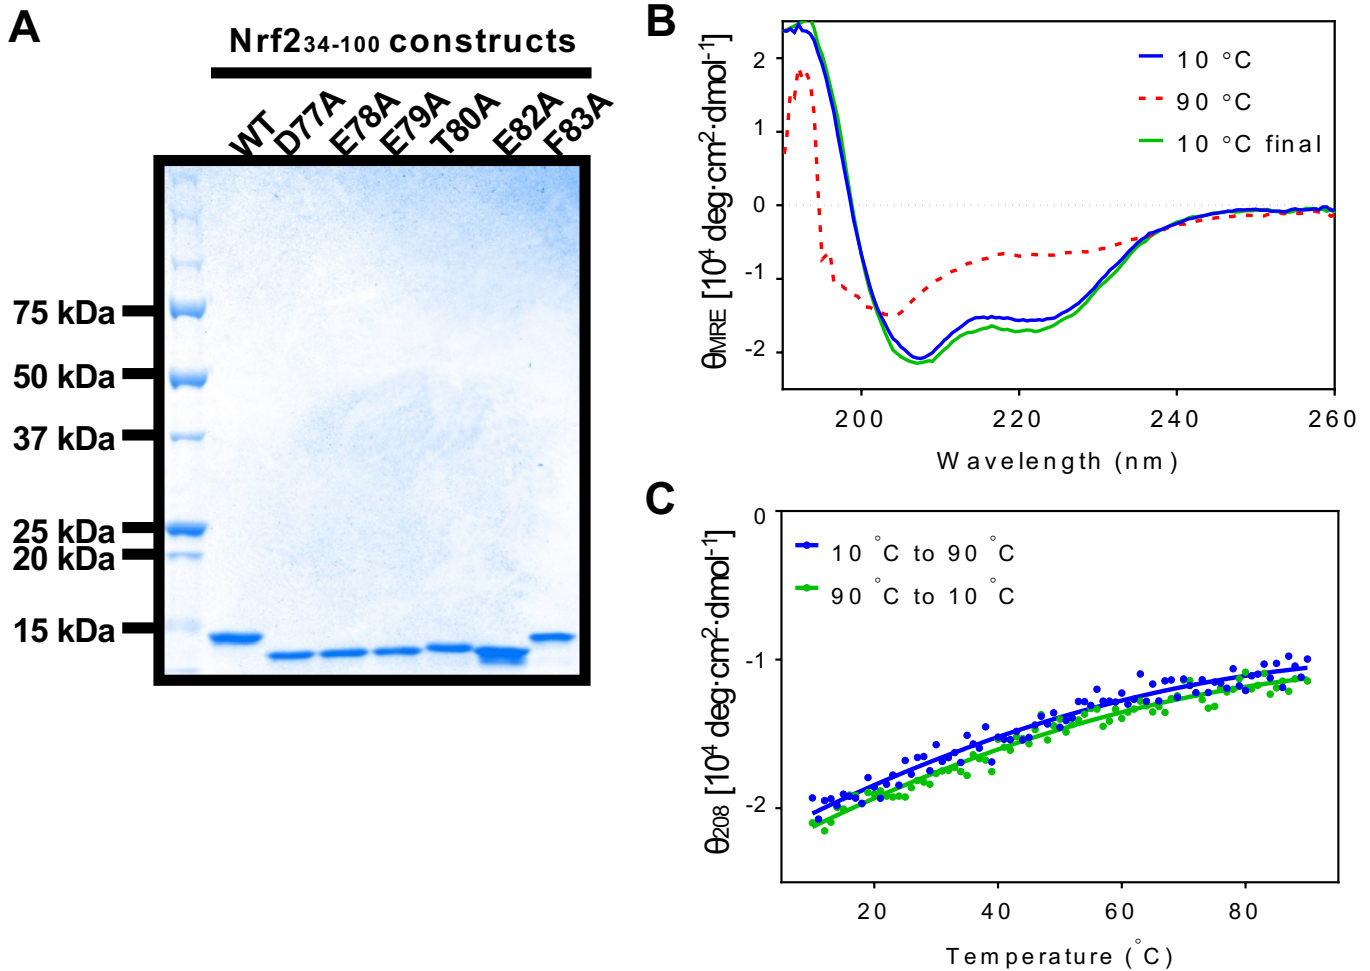 A
Nrf234-100 constructs
WT D77A E78A E79A T80A E82A F83A
75 kDa
50 kDa
37 kDa
25 kDa
20 kDa
15 kDa
B
θMRE [10⁴ deg·cm²·dmol⁻¹]
2
1
0
-1
-2
10 °C
90 °C
10 °C final
200 220 240 260
Wavelength (nm)
C
θ208 [10⁴ deg·cm²·dmol⁻¹]
0
-1
-2
10 °C to 90 °C
90 °C to 10 °C
20 40 60 80
Temperature (°C)